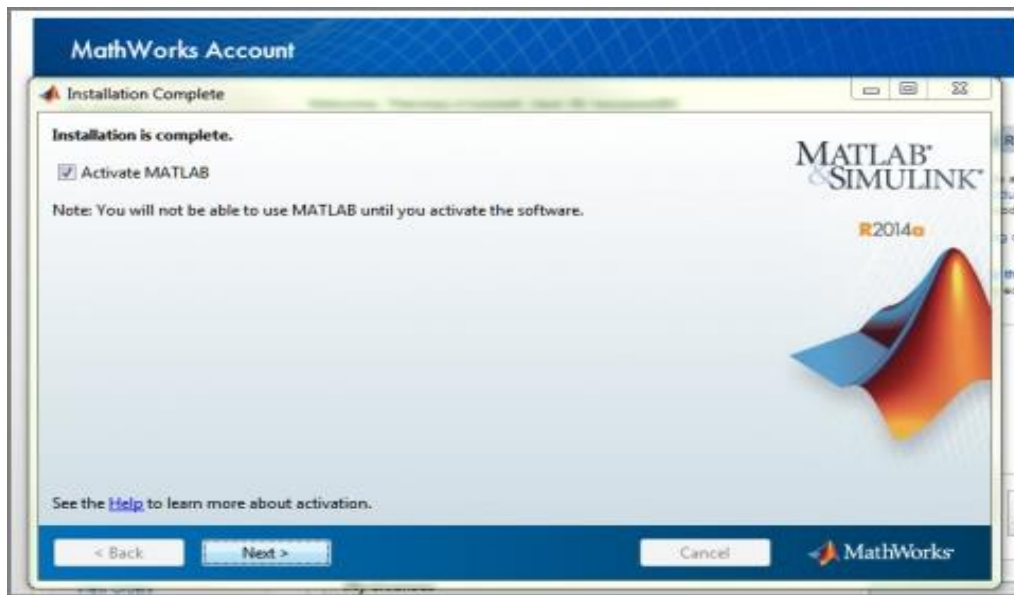 MathWorks Account
Installation Complete
Installation is complete.
Activate MATLAB
Note: You will not be able to use MATLAB until you activate the software.
MATLAB®
&SIMULINK®
R2014a
See the Help to learn more about activation.
< Back
Next >
Cancel
MathWorks®